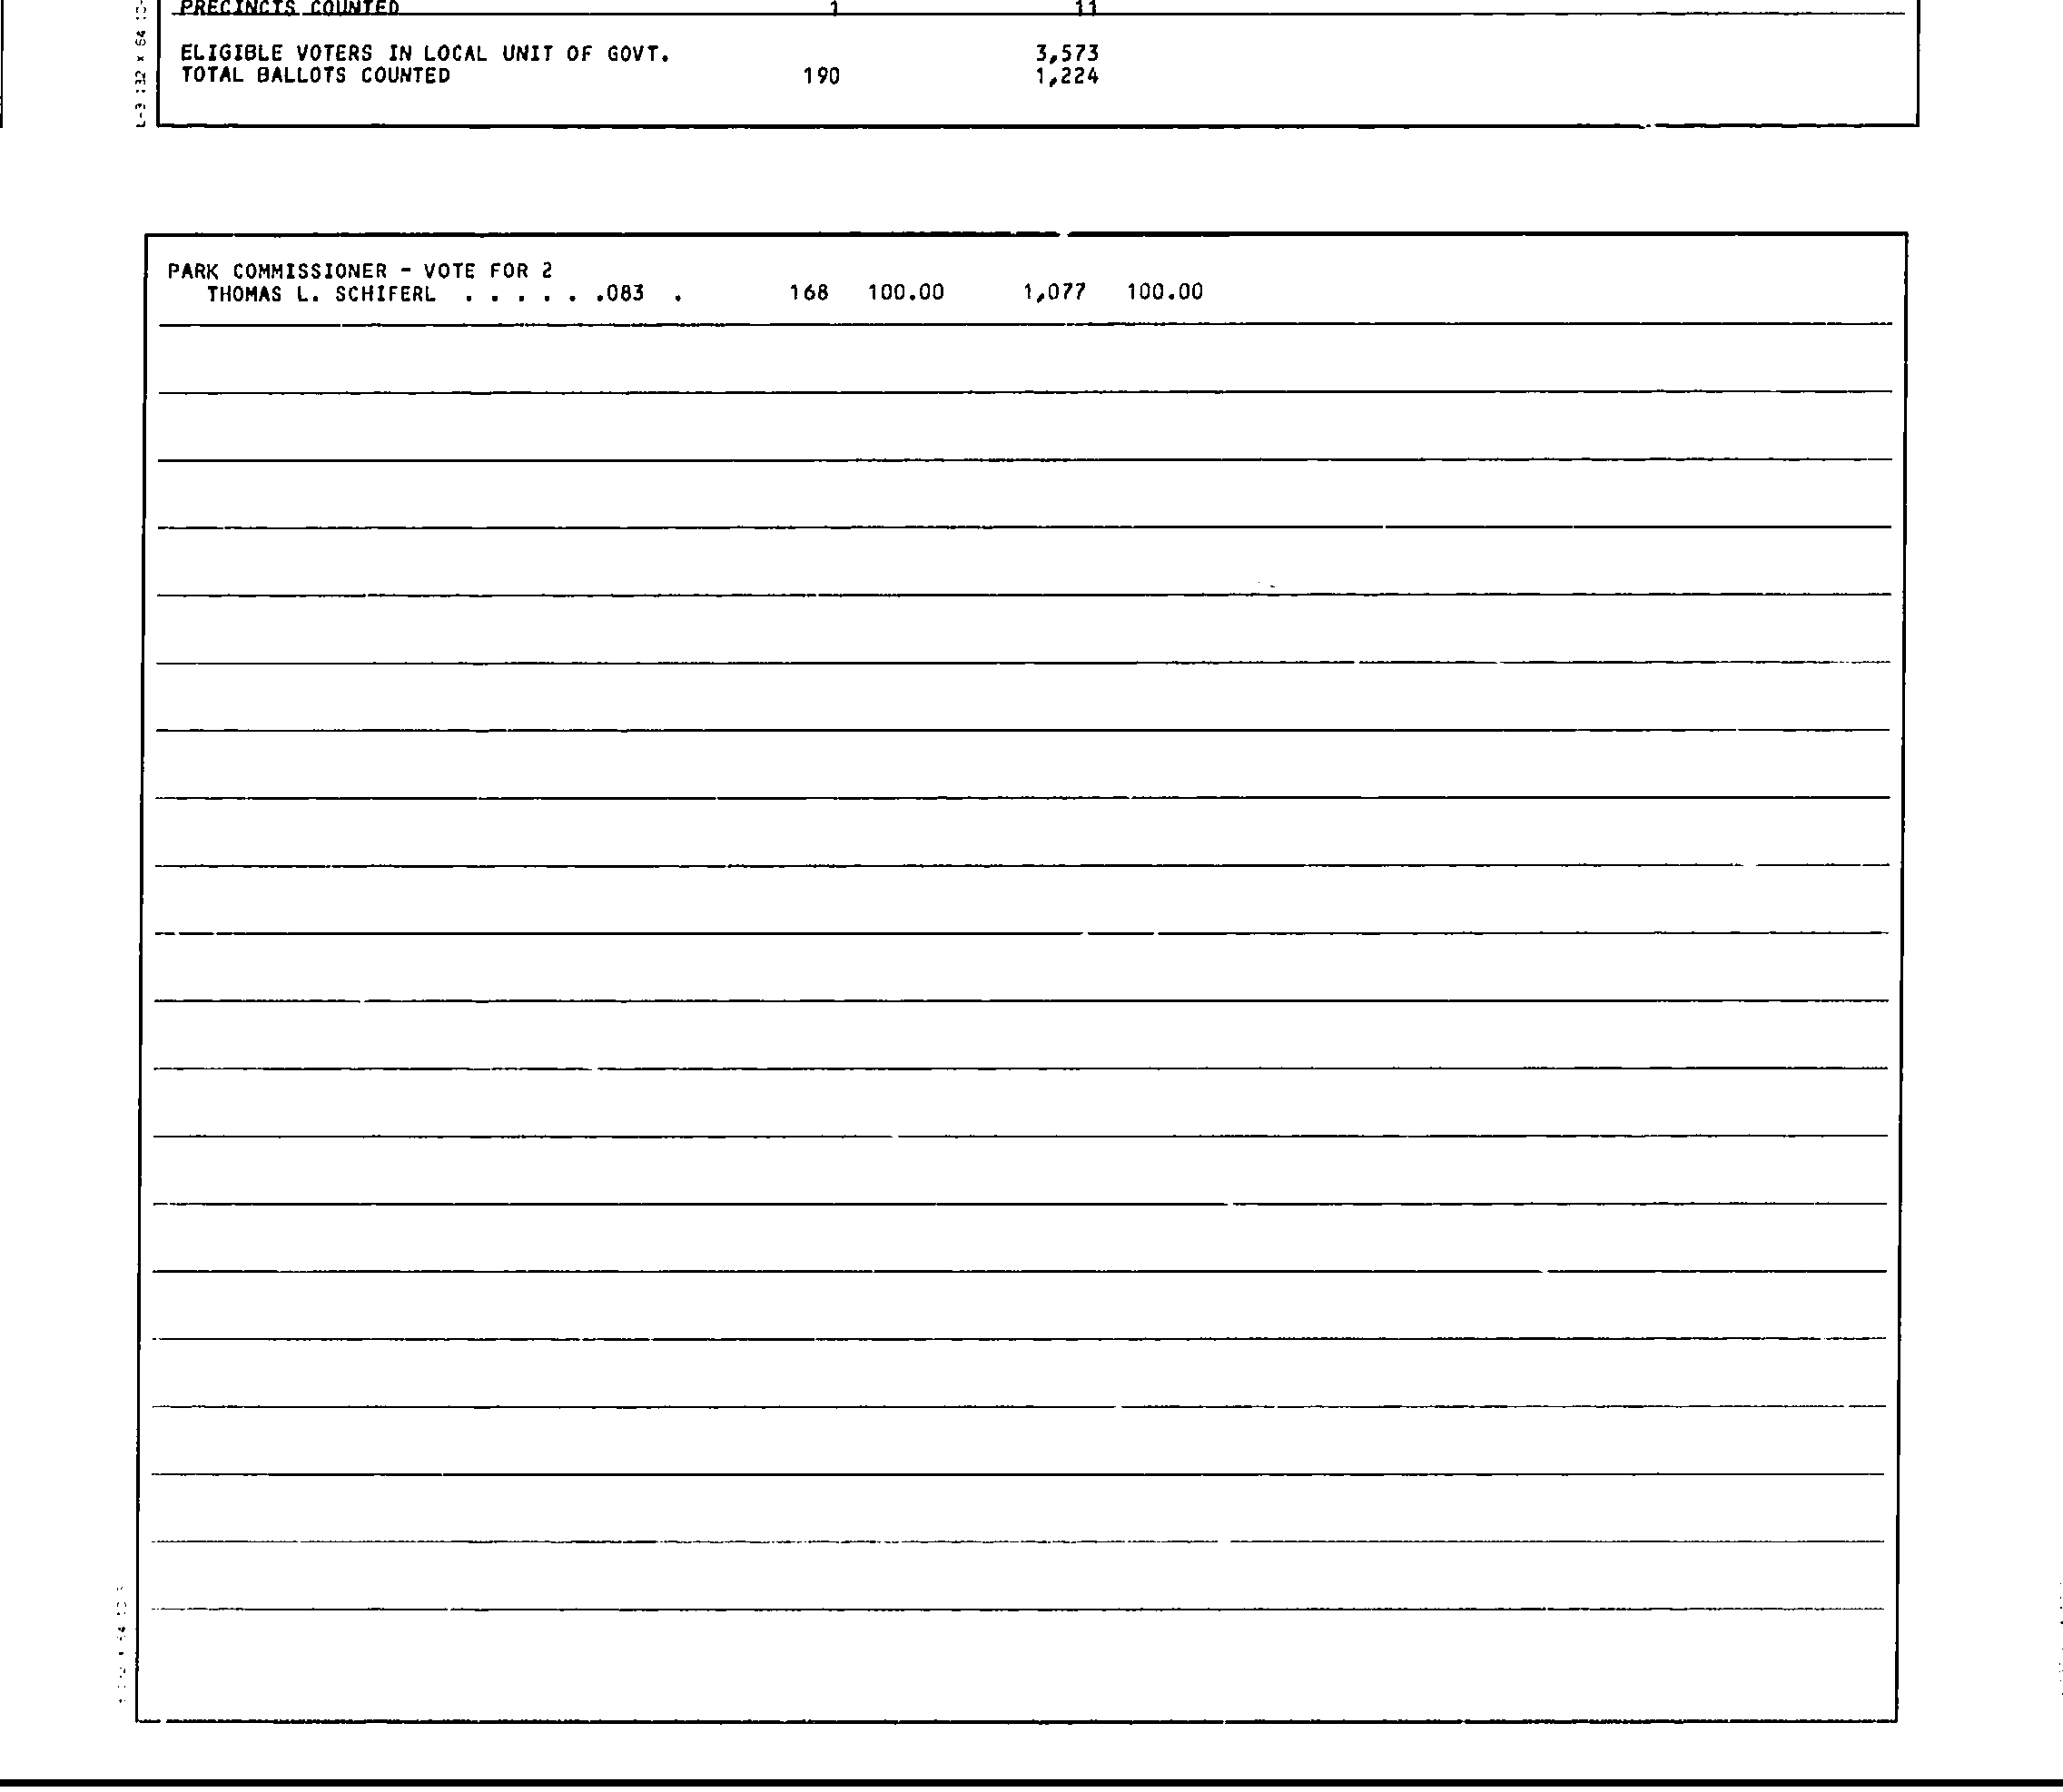 PRECINCTS COUNTED 1 11
ELIGIBLE VOTERS IN LOCAL UNIT OF GOVT. 3,573
TOTAL BALLOTS COUNTED 190 1,224
PARK COMMISSIONER - VOTE FOR 2
THOMAS L. SCHIFERL . . . . . .083 . 168 100.00 1,077 100.00